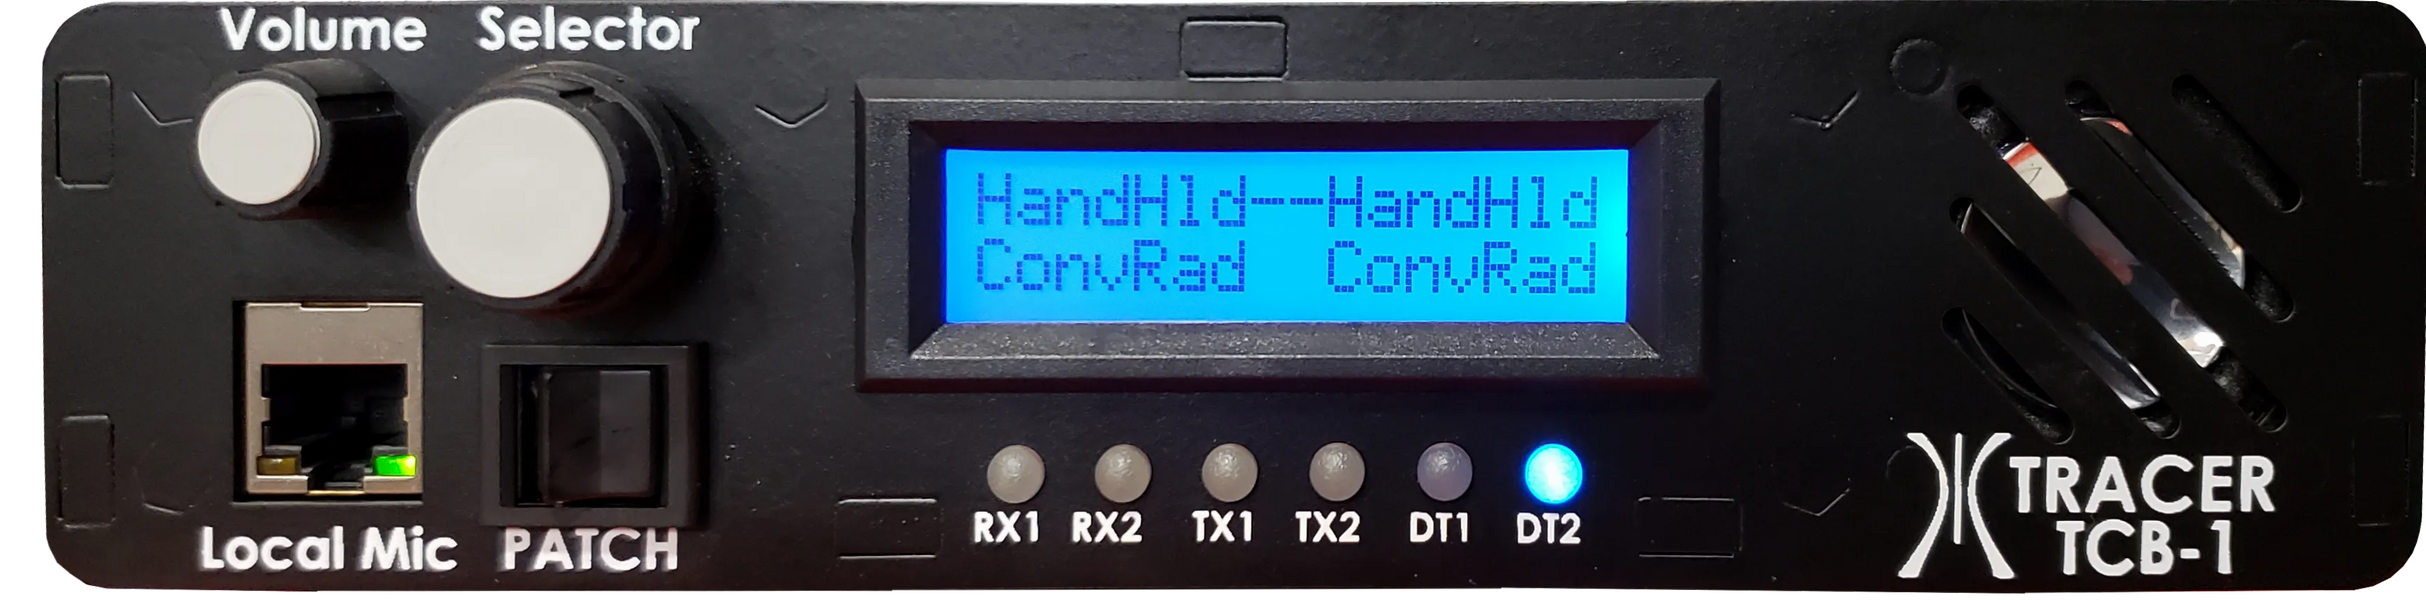 Volume Selector
HandHld--HandHld
ConvRad ConvRad
Local Mic PATCH
RX1 RX2 TX1 TX2 DT1 DT2
TRACER
TCB-1